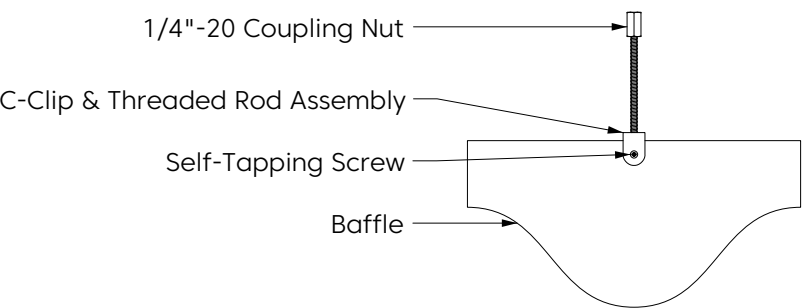 1/4"-20 Coupling Nut
C-Clip & Threaded Rod Assembly
Self-Tapping Screw
Baffle